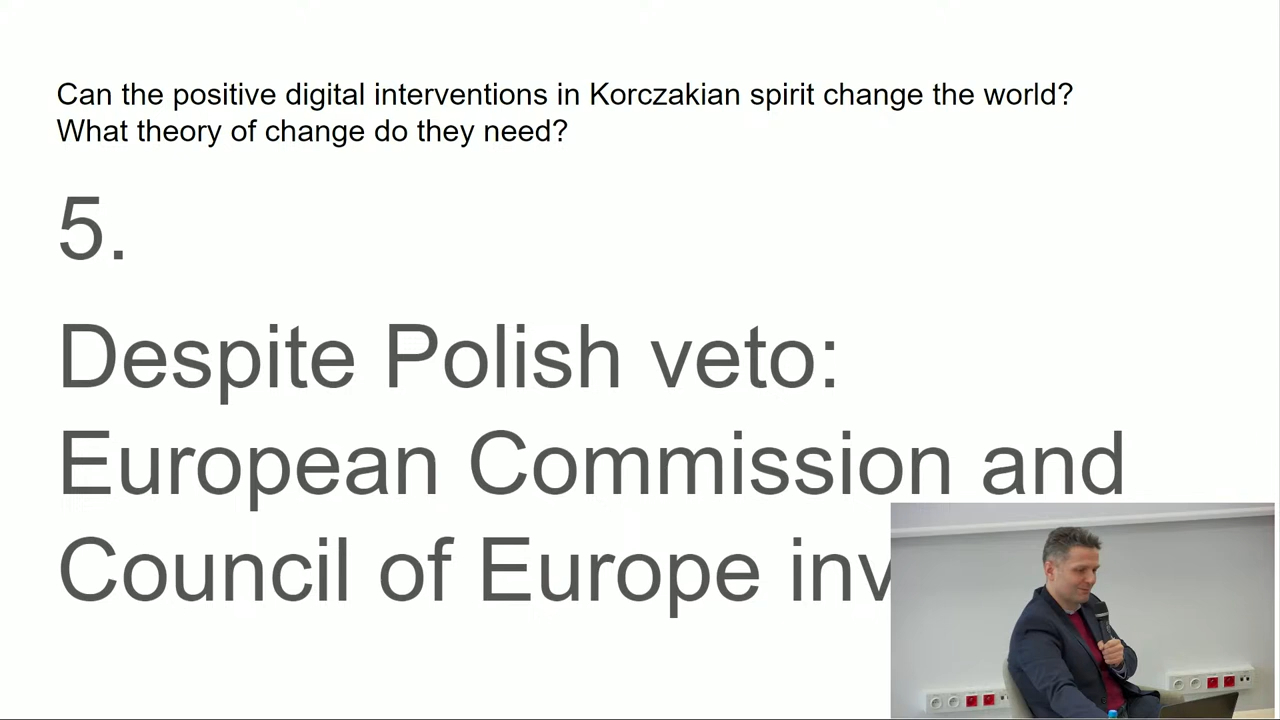 Can the positive digital interventions in Korczakian spirit change the world?
What theory of change do they need?
5.
Despite Polish veto:
European Commission and
Council of Europe